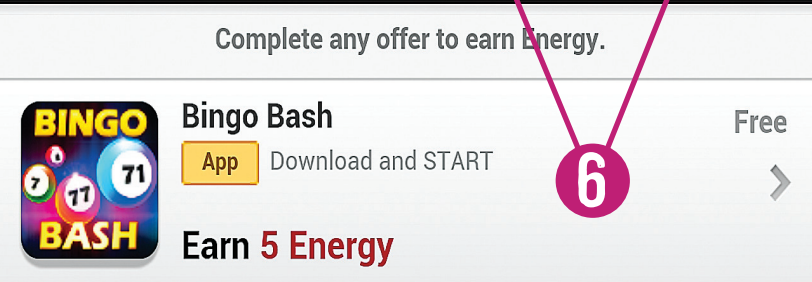 Complete any offer to earn Energy.
BINGO
6
7
77
71
BASH
Bingo Bash
App Download and START
Earn 5 Energy
Free
6